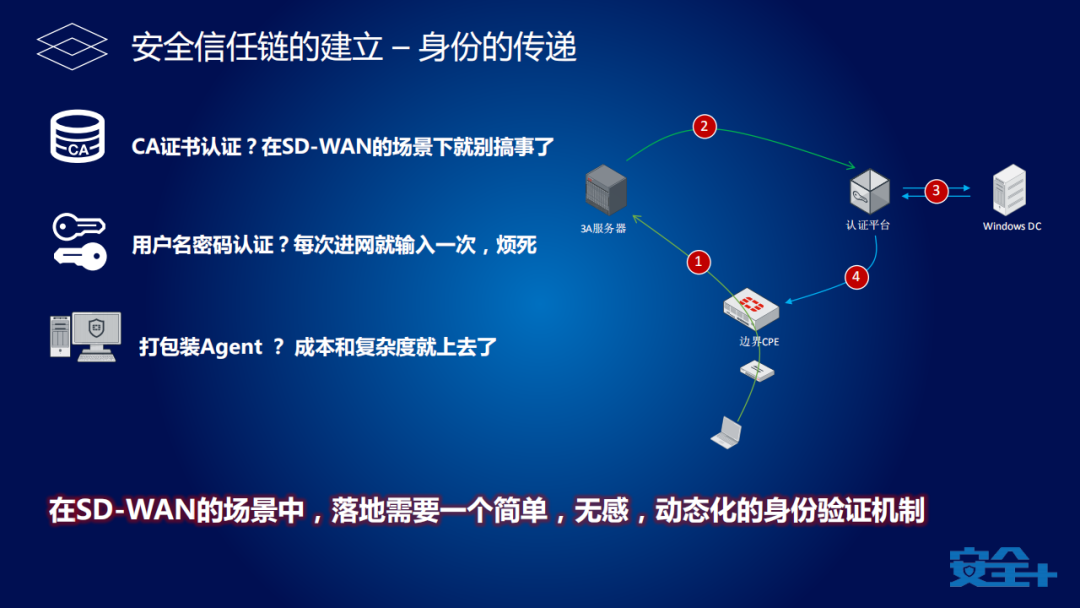 安全信任链的建立 – 身份的传递
CA
CA证书认证？在SD-WAN的场景下就别搞事了
用户名密码认证？每次进网就输入一次，烦死
打包装Agent ？ 成本和复杂度就上去了
2
3
3A服务器
认证平台
Windows DC
1
4
边界CPE
在SD-WAN的场景中，落地需要一个简单，无感，动态化的身份验证机制
安全+